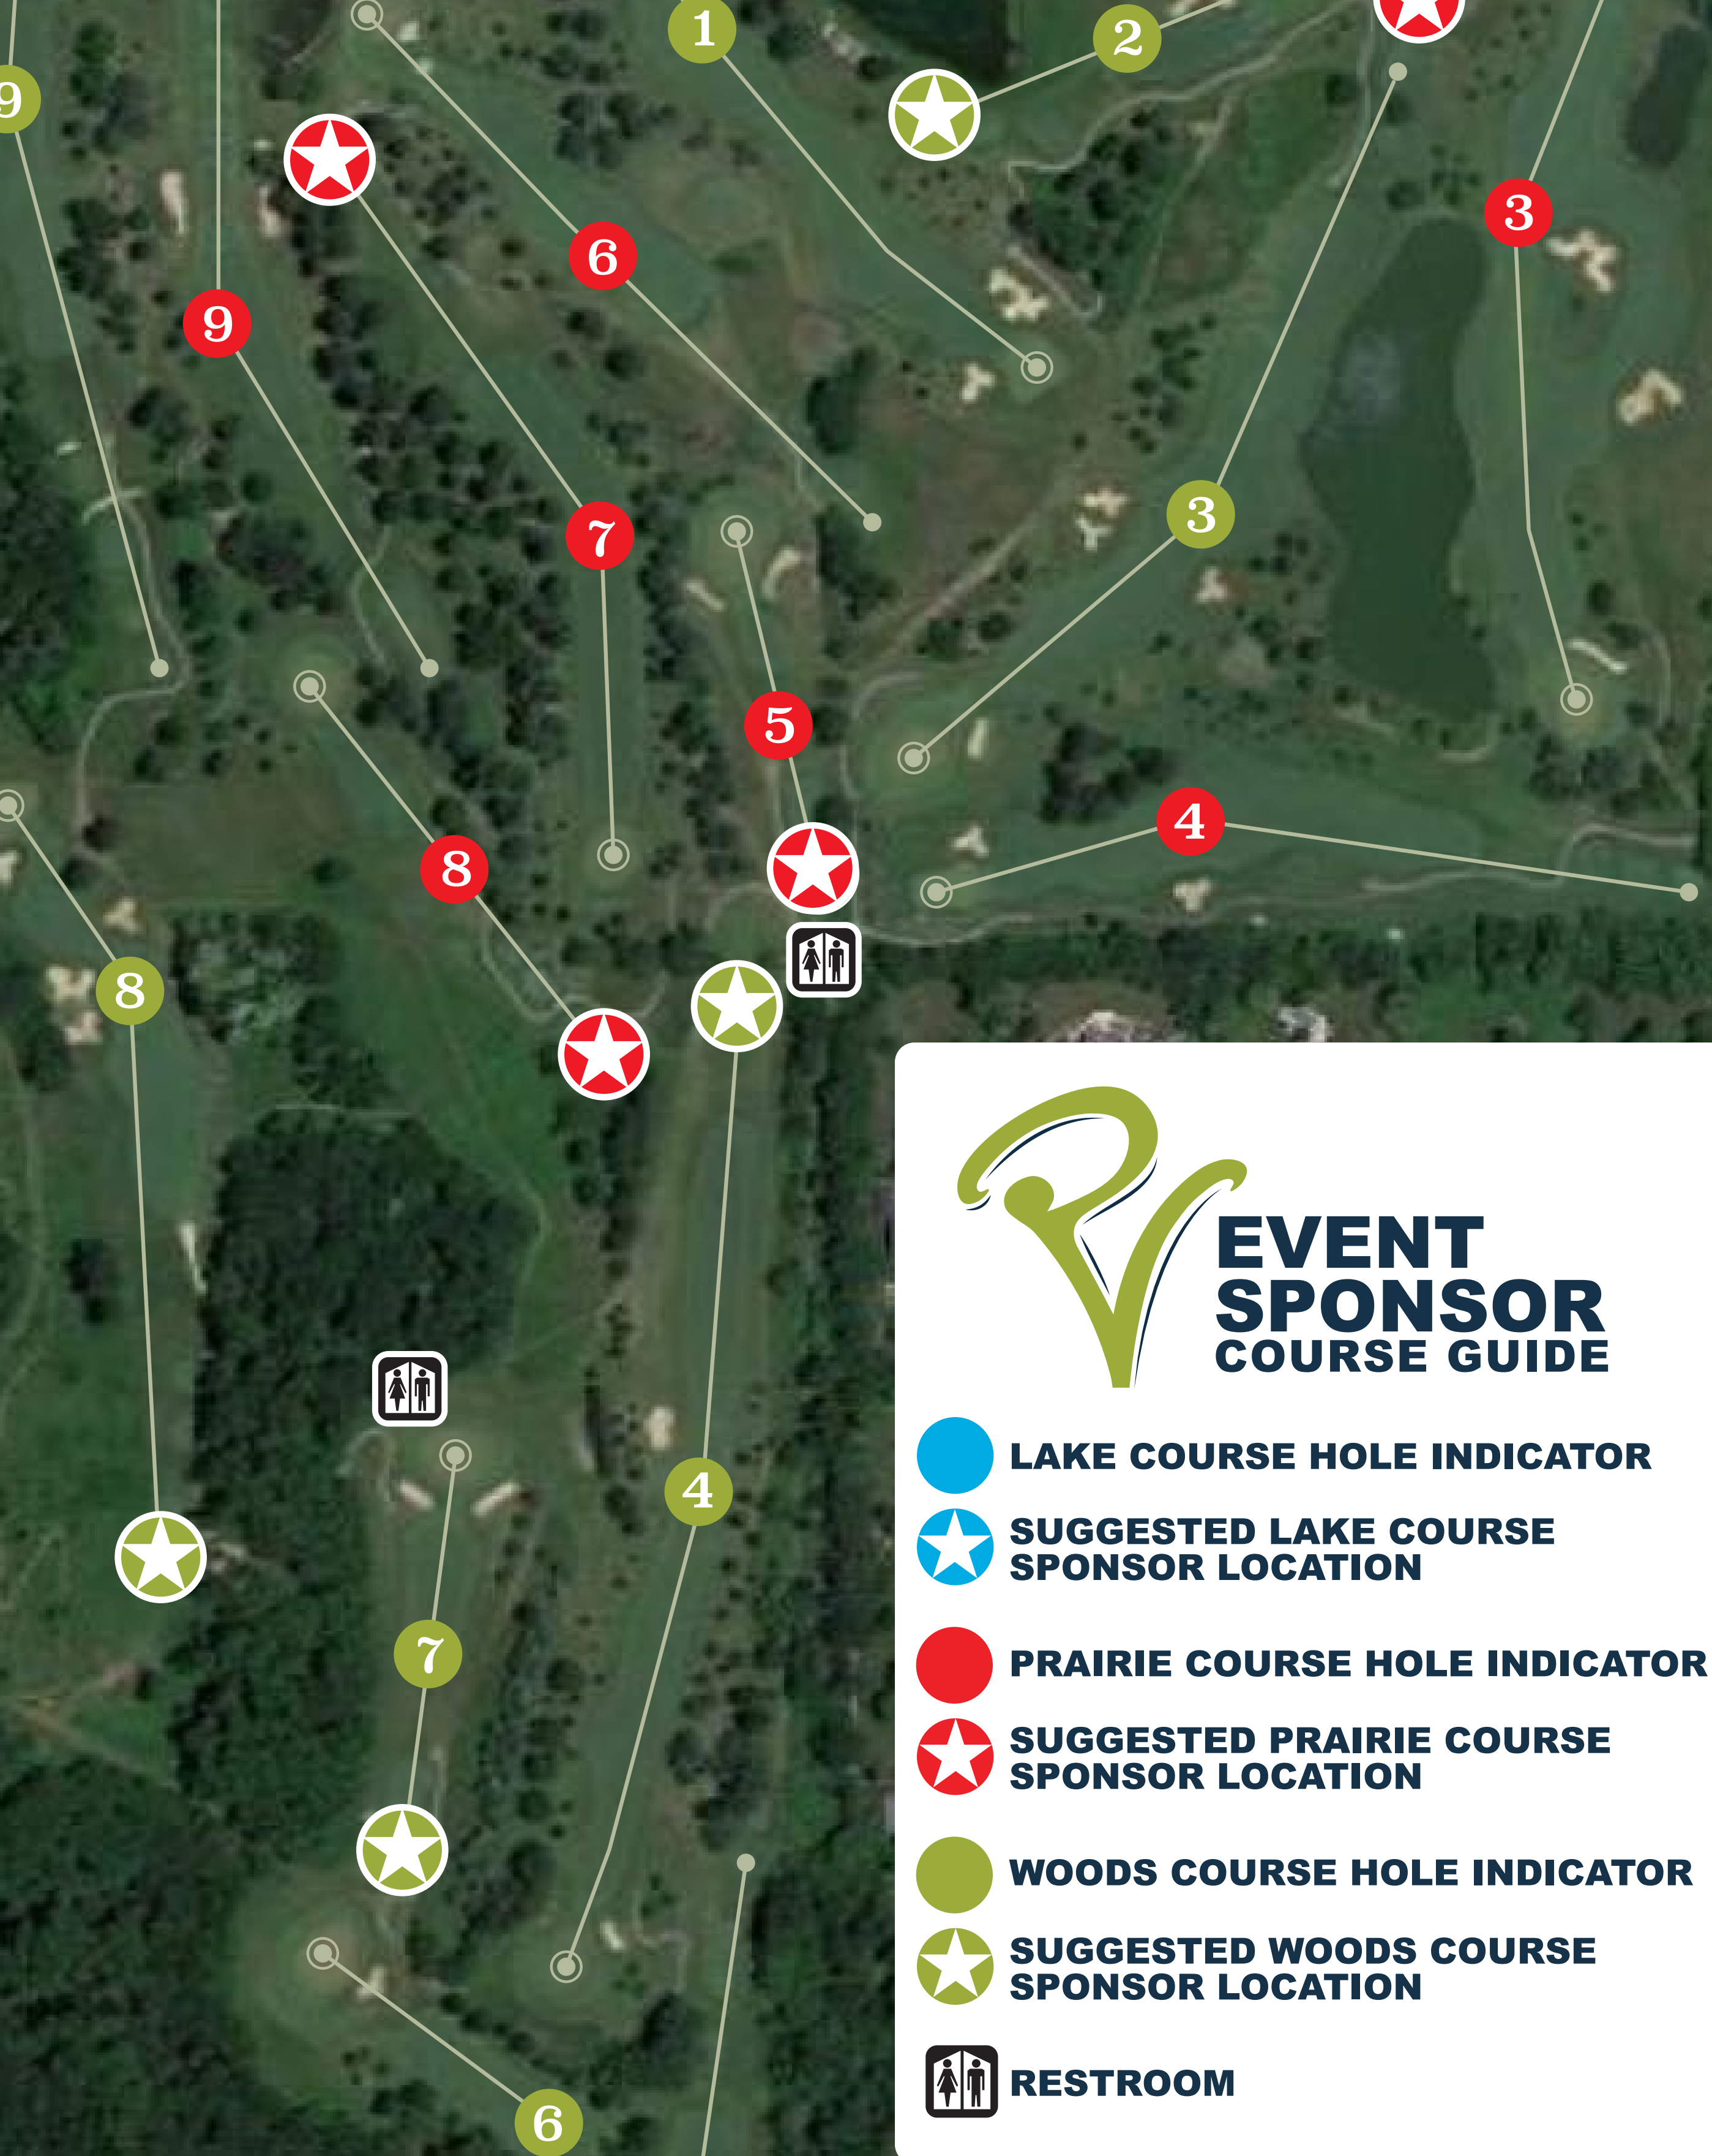 1
2
9
3
6
9
3
7
5
4
8
8
4
7
6
EVENT
SPONSOR
COURSE GUIDE
LAKE COURSE HOLE INDICATOR
SUGGESTED LAKE COURSE
SPONSOR LOCATION
PRAIRIE COURSE HOLE INDICATOR
SUGGESTED PRAIRIE COURSE
SPONSOR LOCATION
WOODS COURSE HOLE INDICATOR
SUGGESTED WOODS COURSE
SPONSOR LOCATION
RESTROOM